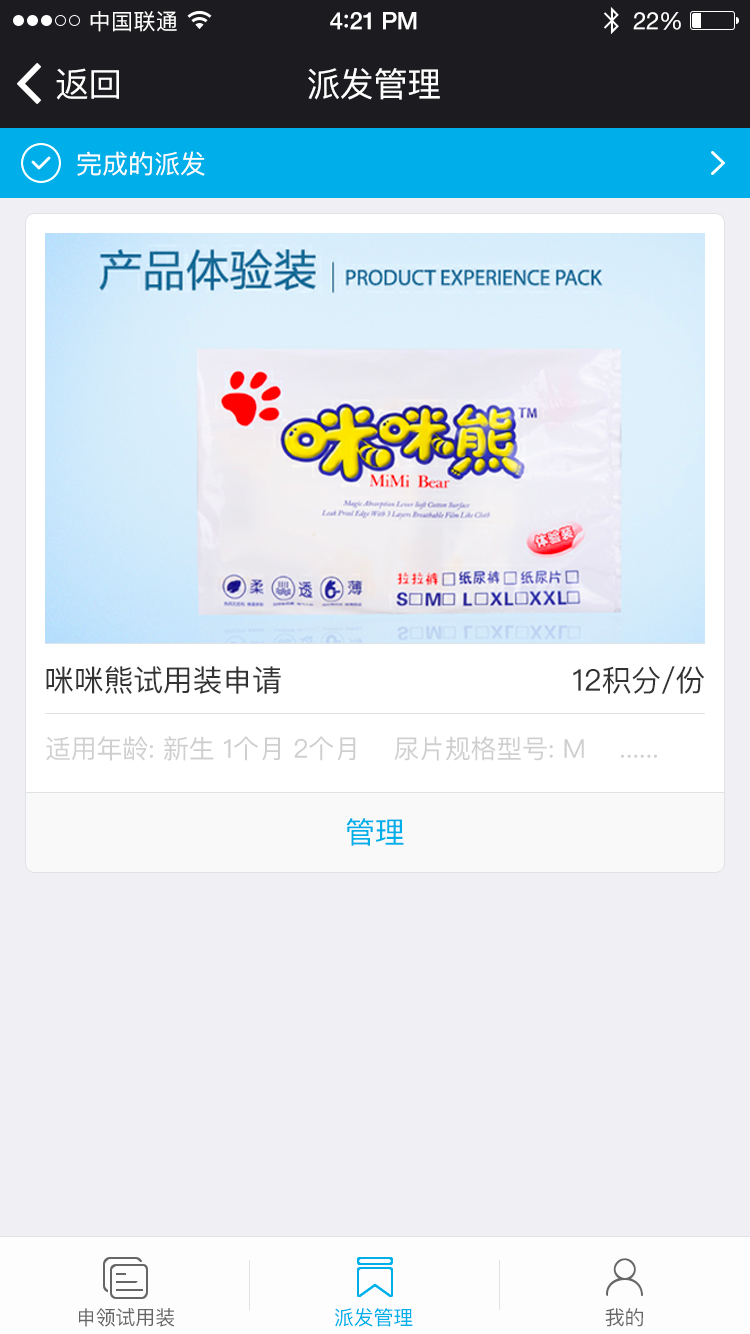 中国联通 4:21 PM 22%
返回 派发管理
完成的派发
产品体验装 | PRODUCT EXPERIENCE PACK
咪咪熊™
MiMi Bear
Magic Absorption Lover Soft Cotton Surface
Leak Proof Edge With 3 Layers Breathable Film Like Cloth
体验装
柔 透 薄 拉拉裤□纸尿裤□纸尿片□
S□M□ L□XL□XXL□
咪咪熊试用装申请 12积分/份
适用年龄: 新生 1个月 2个月 尿片规格型号: M ......
管理
申领试用装 派发管理 我的